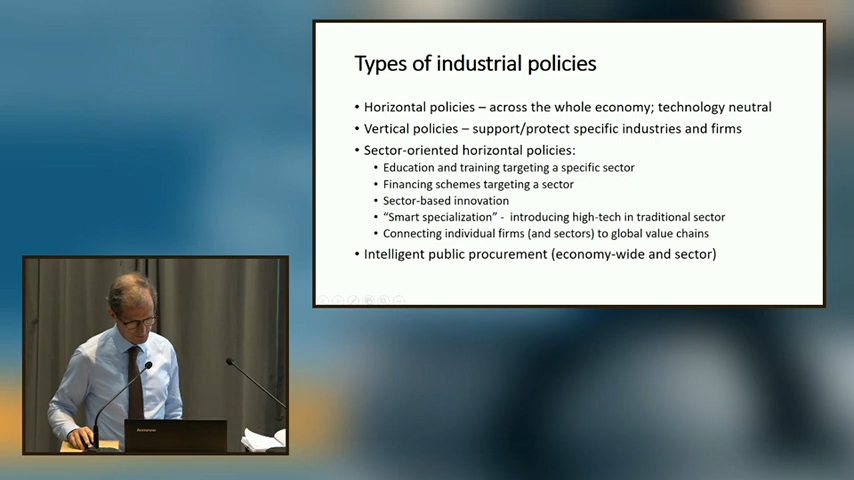 Types of industrial policies
• Horizontal policies – across the whole economy; technology neutral
• Vertical policies – support/protect specific industries and firms
• Sector-oriented horizontal policies:
• Education and training targeting a specific sector
• Financing schemes targeting a sector
• Sector-based innovation
• “Smart specialization” - introducing high-tech in traditional sector
• Connecting individual firms (and sectors) to global value chains
• Intelligent public procurement (economy-wide and sector)
Lenovo